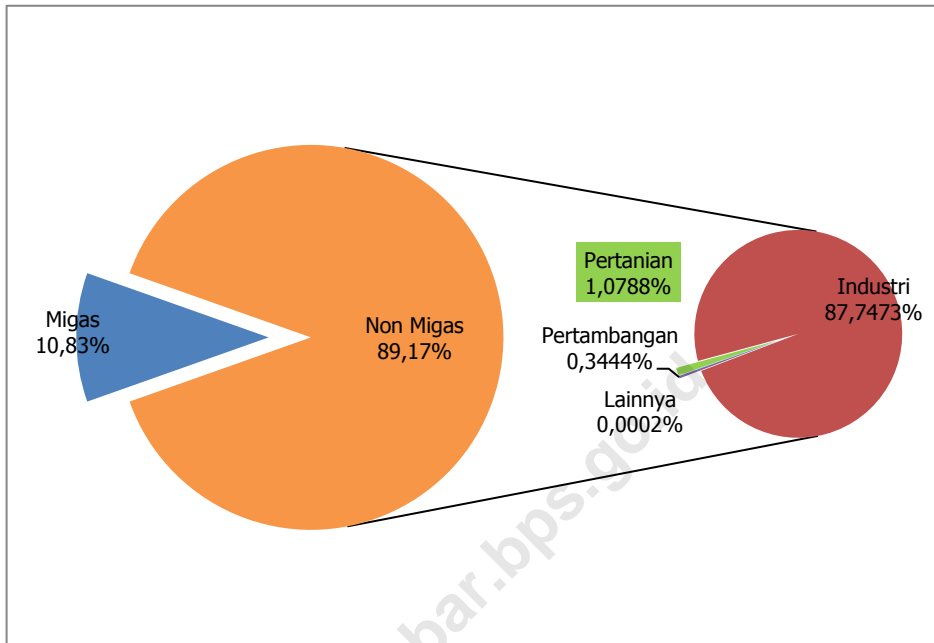 Migas
10,83%
Non Migas
89,17%
Pertanian
1,0788%
Pertambangan
0,3444%
Lainnya
0,0002%
Industri
87,7473%
bar.bps.go.id